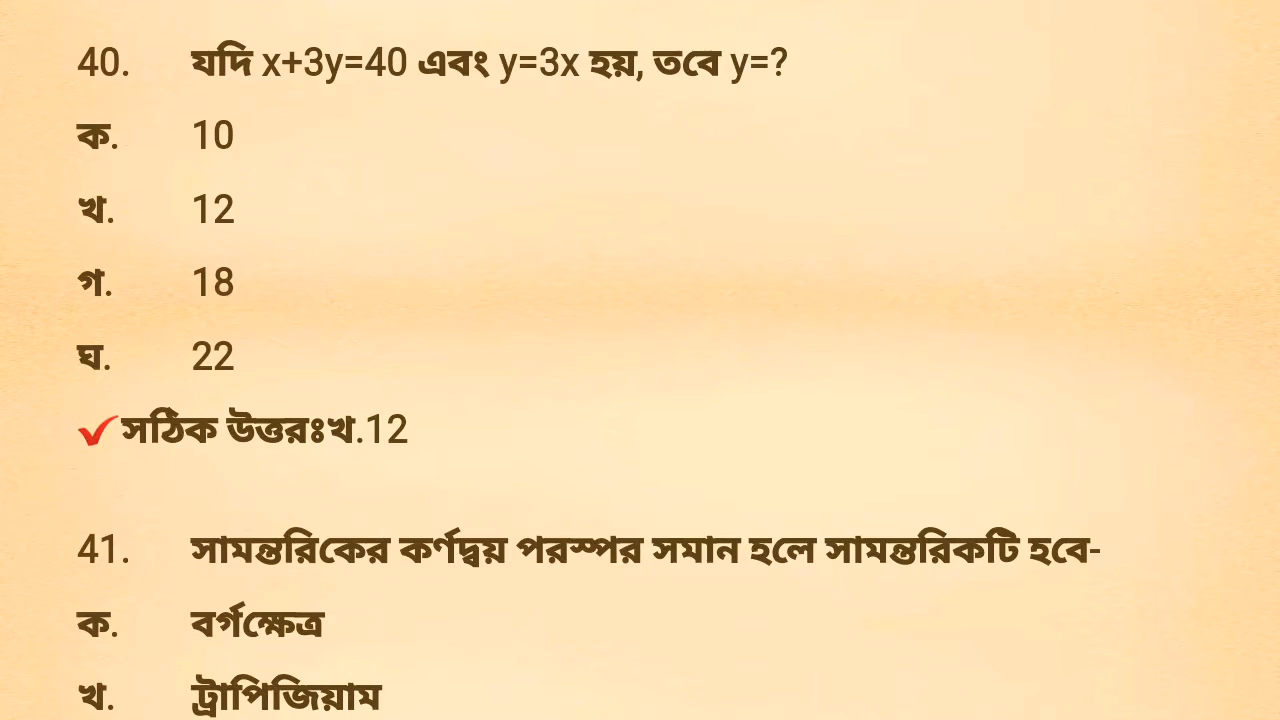 40. যদি x+3y=40 এবং y=3x হয়, তবে y=?
ক. 10
খ. 12
গ. 18
ঘ. 22
✔সঠিক উত্তরঃখ.12
41. সামন্তরিকের কর্ণদ্বয় পরস্পর সমান হলে সামন্তরিকটি হবে-
ক. বর্গক্ষেত্র
খ. ট্রাপিজিয়াম